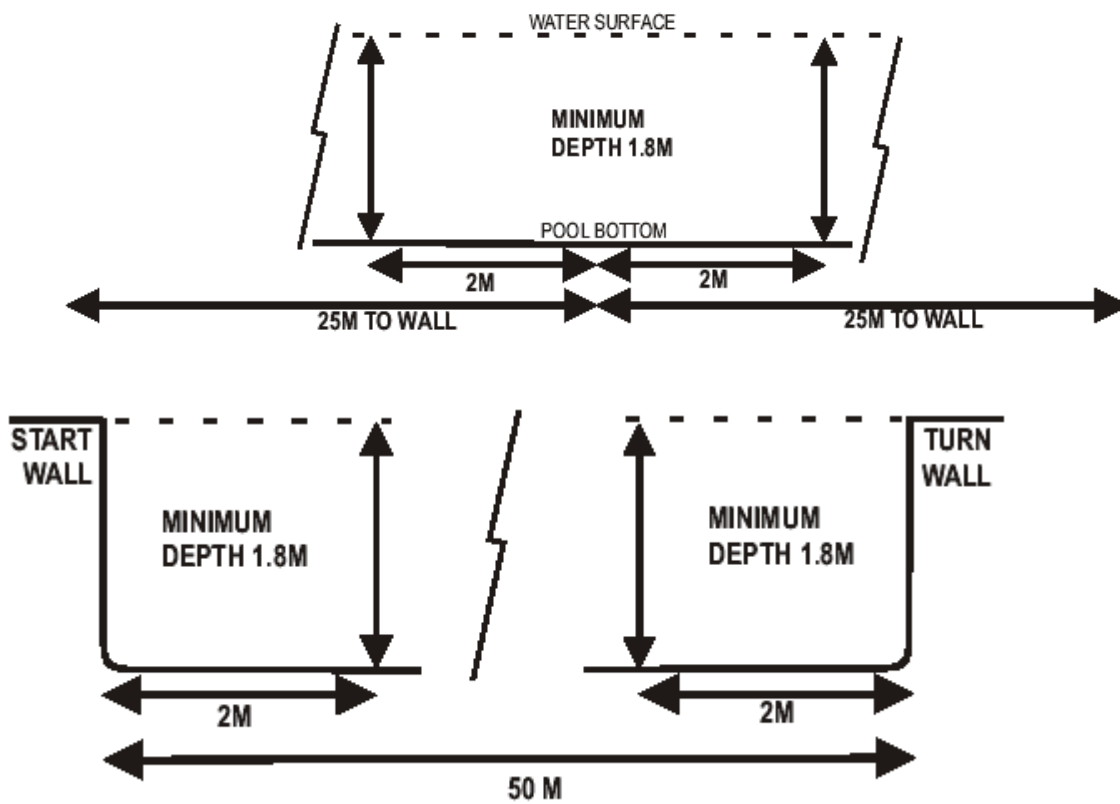 WATER SURFACE
MINIMUM
DEPTH 1.8M
POOL BOTTOM
2M
2M
25M TO WALL
25M TO WALL
START
WALL
MINIMUM
DEPTH 1.8M
MINIMUM
DEPTH 1.8M
TURN
WALL
2M
2M
50 M